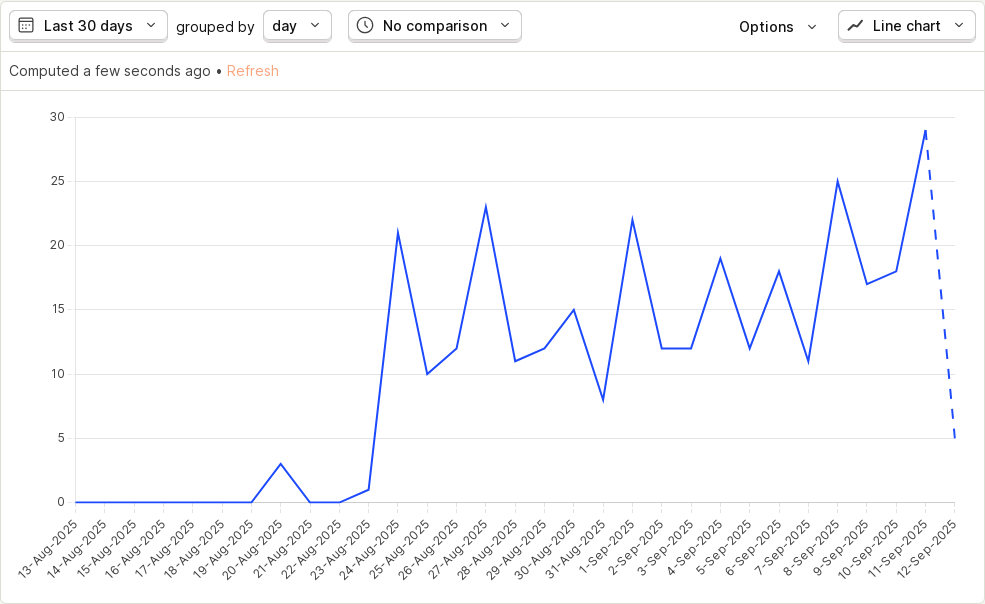 Last 30 days grouped by day No comparison Options Line chart
Computed a few seconds ago • Refresh
30
25
20
15
10
5
0
13-Aug-2025
14-Aug-2025
15-Aug-2025
16-Aug-2025
17-Aug-2025
18-Aug-2025
19-Aug-2025
20-Aug-2025
21-Aug-2025
22-Aug-2025
23-Aug-2025
24-Aug-2025
25-Aug-2025
26-Aug-2025
27-Aug-2025
28-Aug-2025
29-Aug-2025
30-Aug-2025
31-Aug-2025
1-Sep-2025
2-Sep-2025
3-Sep-2025
4-Sep-2025
5-Sep-2025
6-Sep-2025
7-Sep-2025
8-Sep-2025
9-Sep-2025
10-Sep-2025
11-Sep-2025
12-Sep-2025